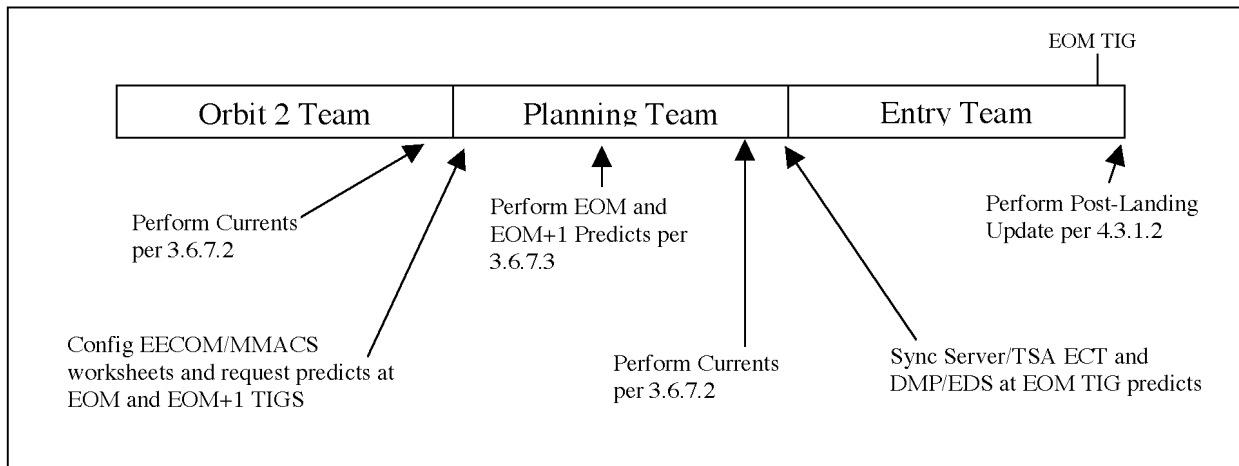 EOM TIG
Orbit 2 Team
Planning Team
Entry Team
Perform Currents
per 3.6.7.2
Perform EOM and
EOM+1 Predicts per
3.6.7.3
Perform Post-Landing
Update per 4.3.1.2
Config EECOM/MMACS
worksheets and request predicts at
EOM and EOM+1 TIGS
Perform Currents
per 3.6.7.2
Sync Server/TSA ECT and
DMP/EDS at EOM TIG predicts